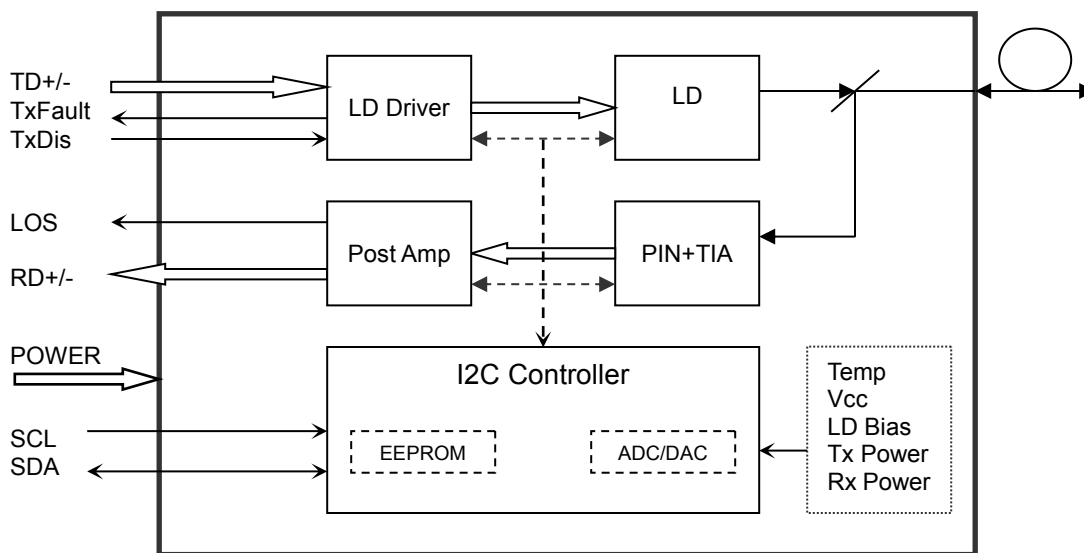 TD+/-
TxFault
TxDis
LD Driver
LD
LOS
RD+/-
Post Amp
PIN+TIA
POWER
SCL
SDA
I2C Controller
EEPROM
ADC/DAC
Temp
Vcc
LD Bias
Tx Power
Rx Power